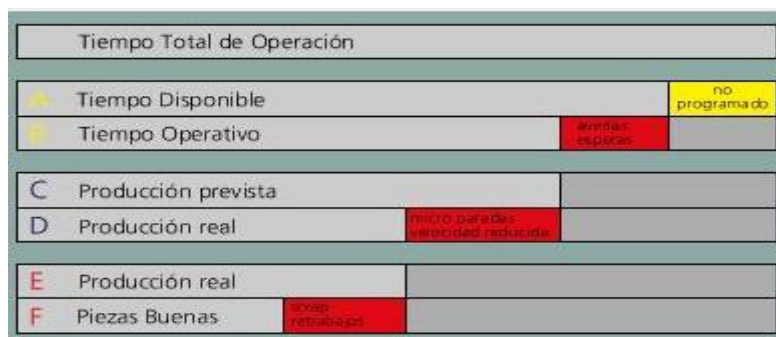 Tiempo Total de Operación
A Tiempo Disponible
no
programado
B Tiempo Operativo
averias
esperas
C Producción prevista
D Producción real
micro paradas
velocidad reducida
E Producción real
F Piezas Buenas
scrap
retrabajos